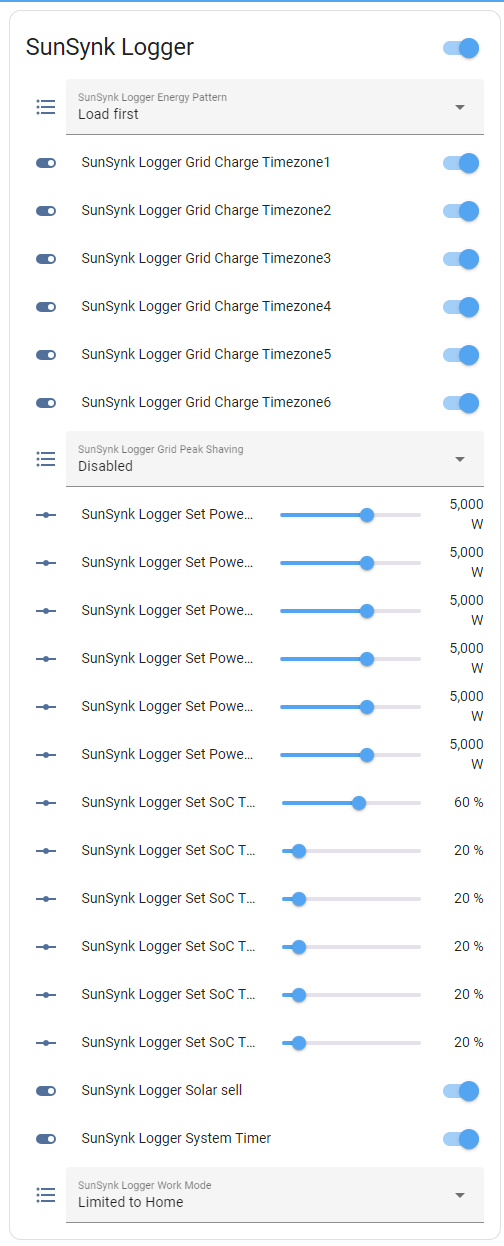 SunSynk Logger
SunSynk Logger Energy Pattern
Load first
SunSynk Logger Grid Charge Timezone1
SunSynk Logger Grid Charge Timezone2
SunSynk Logger Grid Charge Timezone3
SunSynk Logger Grid Charge Timezone4
SunSynk Logger Grid Charge Timezone5
SunSynk Logger Grid Charge Timezone6
SunSynk Logger Grid Peak Shaving
Disabled
SunSynk Logger Set Powe... 5,000
W
SunSynk Logger Set Powe... 5,000
W
SunSynk Logger Set Powe... 5,000
W
SunSynk Logger Set Powe... 5,000
W
SunSynk Logger Set Powe... 5,000
W
SunSynk Logger Set Powe... 5,000
W
SunSynk Logger Set SoC T... 60 %
SunSynk Logger Set SoC T... 20 %
SunSynk Logger Set SoC T... 20 %
SunSynk Logger Set SoC T... 20 %
SunSynk Logger Set SoC T... 20 %
SunSynk Logger Set SoC T... 20 %
SunSynk Logger Solar sell
SunSynk Logger System Timer
SunSynk Logger Work Mode
Limited to Home